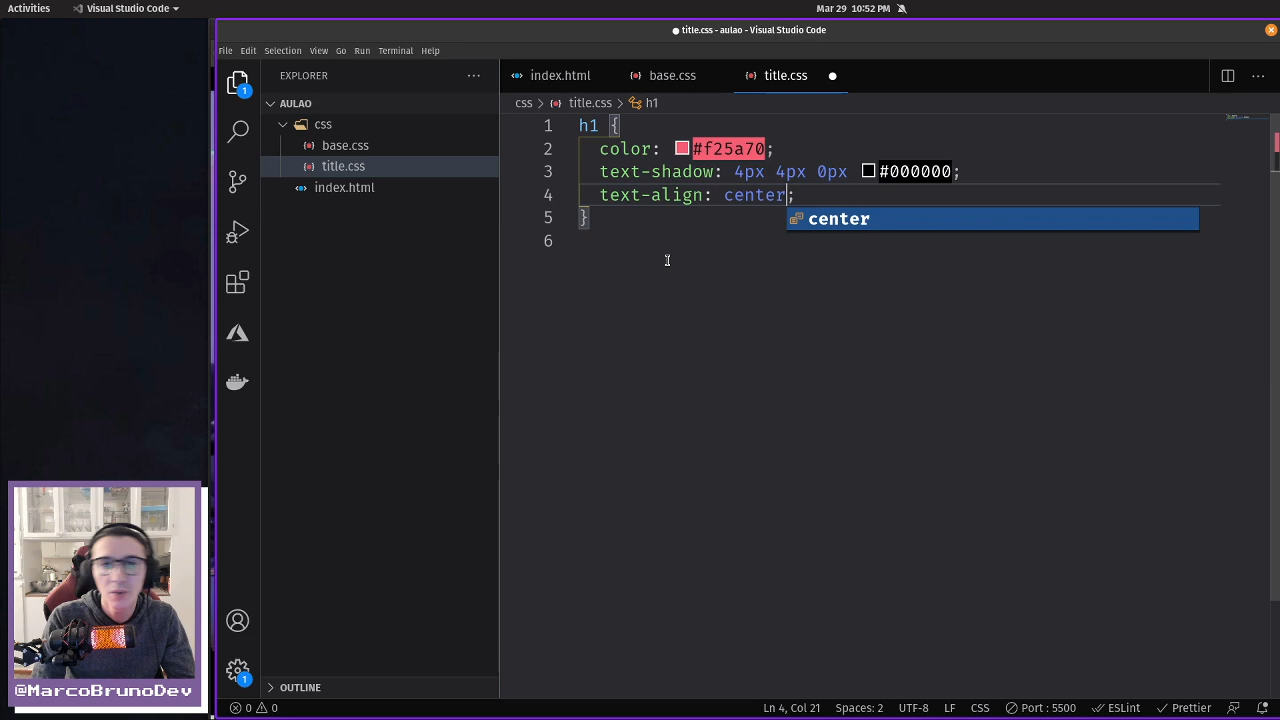 Activities
Visual Studio Code
Mar 29 10:52 PM
title.css - aulao - Visual Studio Code
File Edit Selection View Go Run Terminal Help
EXPLORER
index.html
base.css
title.css
1
AULAO
css
base.css
title.css
index.html
css > title.css > h1
1 h1 {
2 color: #f25a70;
3 text-shadow: 4px 4px 0px #000000;
4 text-align: center;
center
5 }
6
@MarcoBrunoDev
1
OUTLINE
0 0
Ln 4, Col 21
Spaces: 2
UTF-8
LF
CSS
Port : 5500
ESLint
Prettier